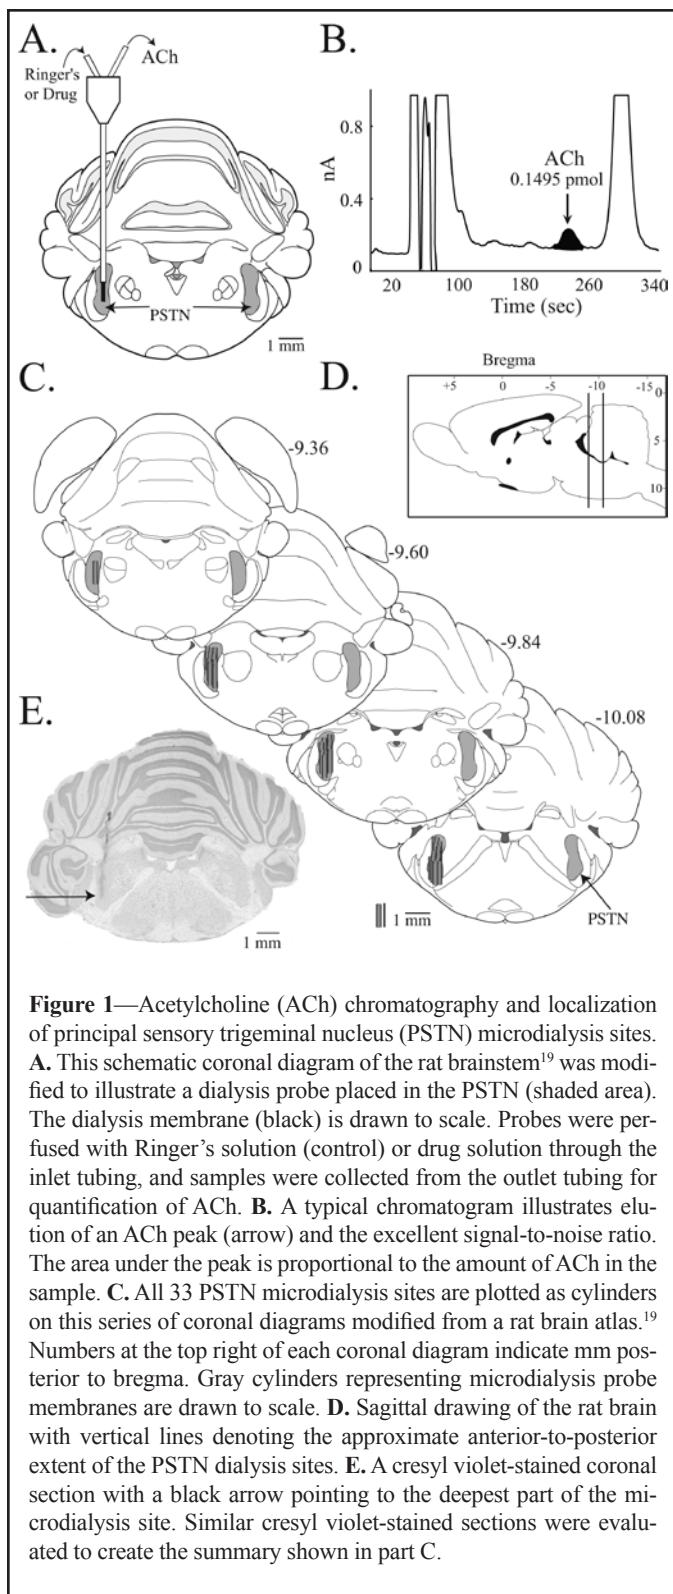 A.
ACh
Ringer's
or Drug
PSTN
1 mm
B.
0.8
0.4
0
nA
ACh
0.1495 pmol
20 100 180 260 340
Time (sec)
C.
-9.36
-9.60
-9.84
-10.08
1 mm
PSTN
D.
Bregma
+5 0 -5 -10 -15
0
5
10
E.
1 mm
Figure 1—Acetylcholine (ACh) chromatography and localization
of principal sensory trigeminal nucleus (PSTN) microdialysis sites.
A. This schematic coronal diagram of the rat brainstem19 was modi-
fied to illustrate a dialysis probe placed in the PSTN (shaded area).
The dialysis membrane (black) is drawn to scale. Probes were per-
fused with Ringer's solution (control) or drug solution through the
inlet tubing, and samples were collected from the outlet tubing for
quantification of ACh. B. A typical chromatogram illustrates elu-
tion of an ACh peak (arrow) and the excellent signal-to-noise ratio.
The area under the peak is proportional to the amount of ACh in the
sample. C. All 33 PSTN microdialysis sites are plotted as cylinders
on this series of coronal diagrams modified from a rat brain atlas.19
Numbers at the top right of each coronal diagram indicate mm pos-
terior to bregma. Gray cylinders representing microdialysis probe
membranes are drawn to scale. D. Sagittal drawing of the rat brain
with vertical lines denoting the approximate anterior-to-posterior
extent of the PSTN dialysis sites. E. A cresyl violet-stained coronal
section with a black arrow pointing to the deepest part of the mi-
crodialysis site. Similar cresyl violet-stained sections were evalu-
ated to create the summary shown in part C.